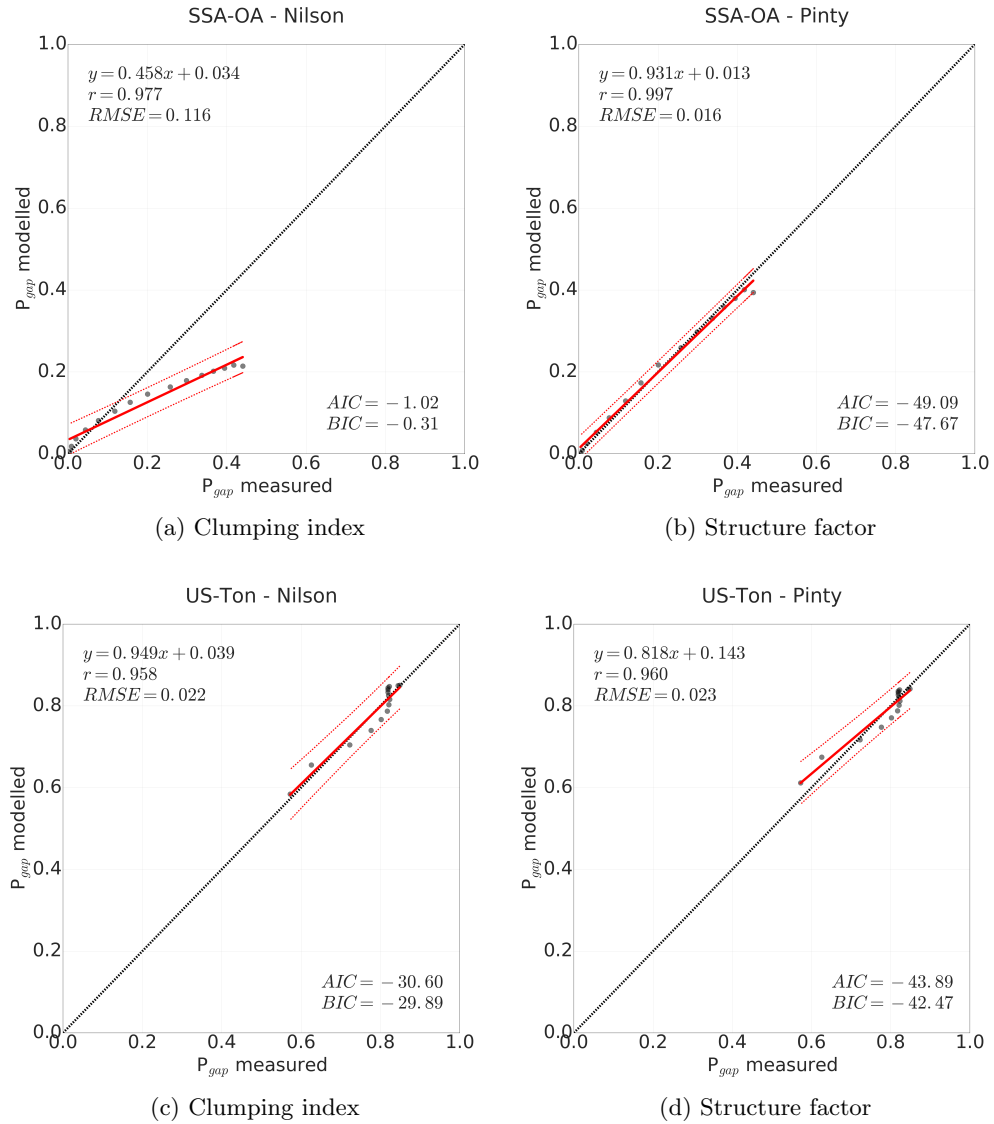 SSA-OA - Nilson
1.0
0.8
0.6
0.4
0.2
0.0
P_gap modelled
y = 0.458x + 0.034
r = 0.977
RMSE = 0.116
AIC = −1.02
BIC = −0.31
0.0 0.2 0.4 0.6 0.8 1.0
P_gap measured
(a) Clumping index
SSA-OA - Pinty
1.0
0.8
0.6
0.4
0.2
0.0
P_gap modelled
y = 0.931x + 0.013
r = 0.997
RMSE = 0.016
AIC = −49.09
BIC = −47.67
0.0 0.2 0.4 0.6 0.8 1.0
P_gap measured
(b) Structure factor
US-Ton - Nilson
1.0
0.8
0.6
0.4
0.2
0.0
P_gap modelled
y = 0.949x + 0.039
r = 0.958
RMSE = 0.022
AIC = −30.60
BIC = −29.89
0.0 0.2 0.4 0.6 0.8 1.0
P_gap measured
(c) Clumping index
US-Ton - Pinty
1.0
0.8
0.6
0.4
0.2
0.0
P_gap modelled
y = 0.818x + 0.143
r = 0.960
RMSE = 0.023
AIC = −43.89
BIC = −42.47
0.0 0.2 0.4 0.6 0.8 1.0
P_gap measured
(d) Structure factor